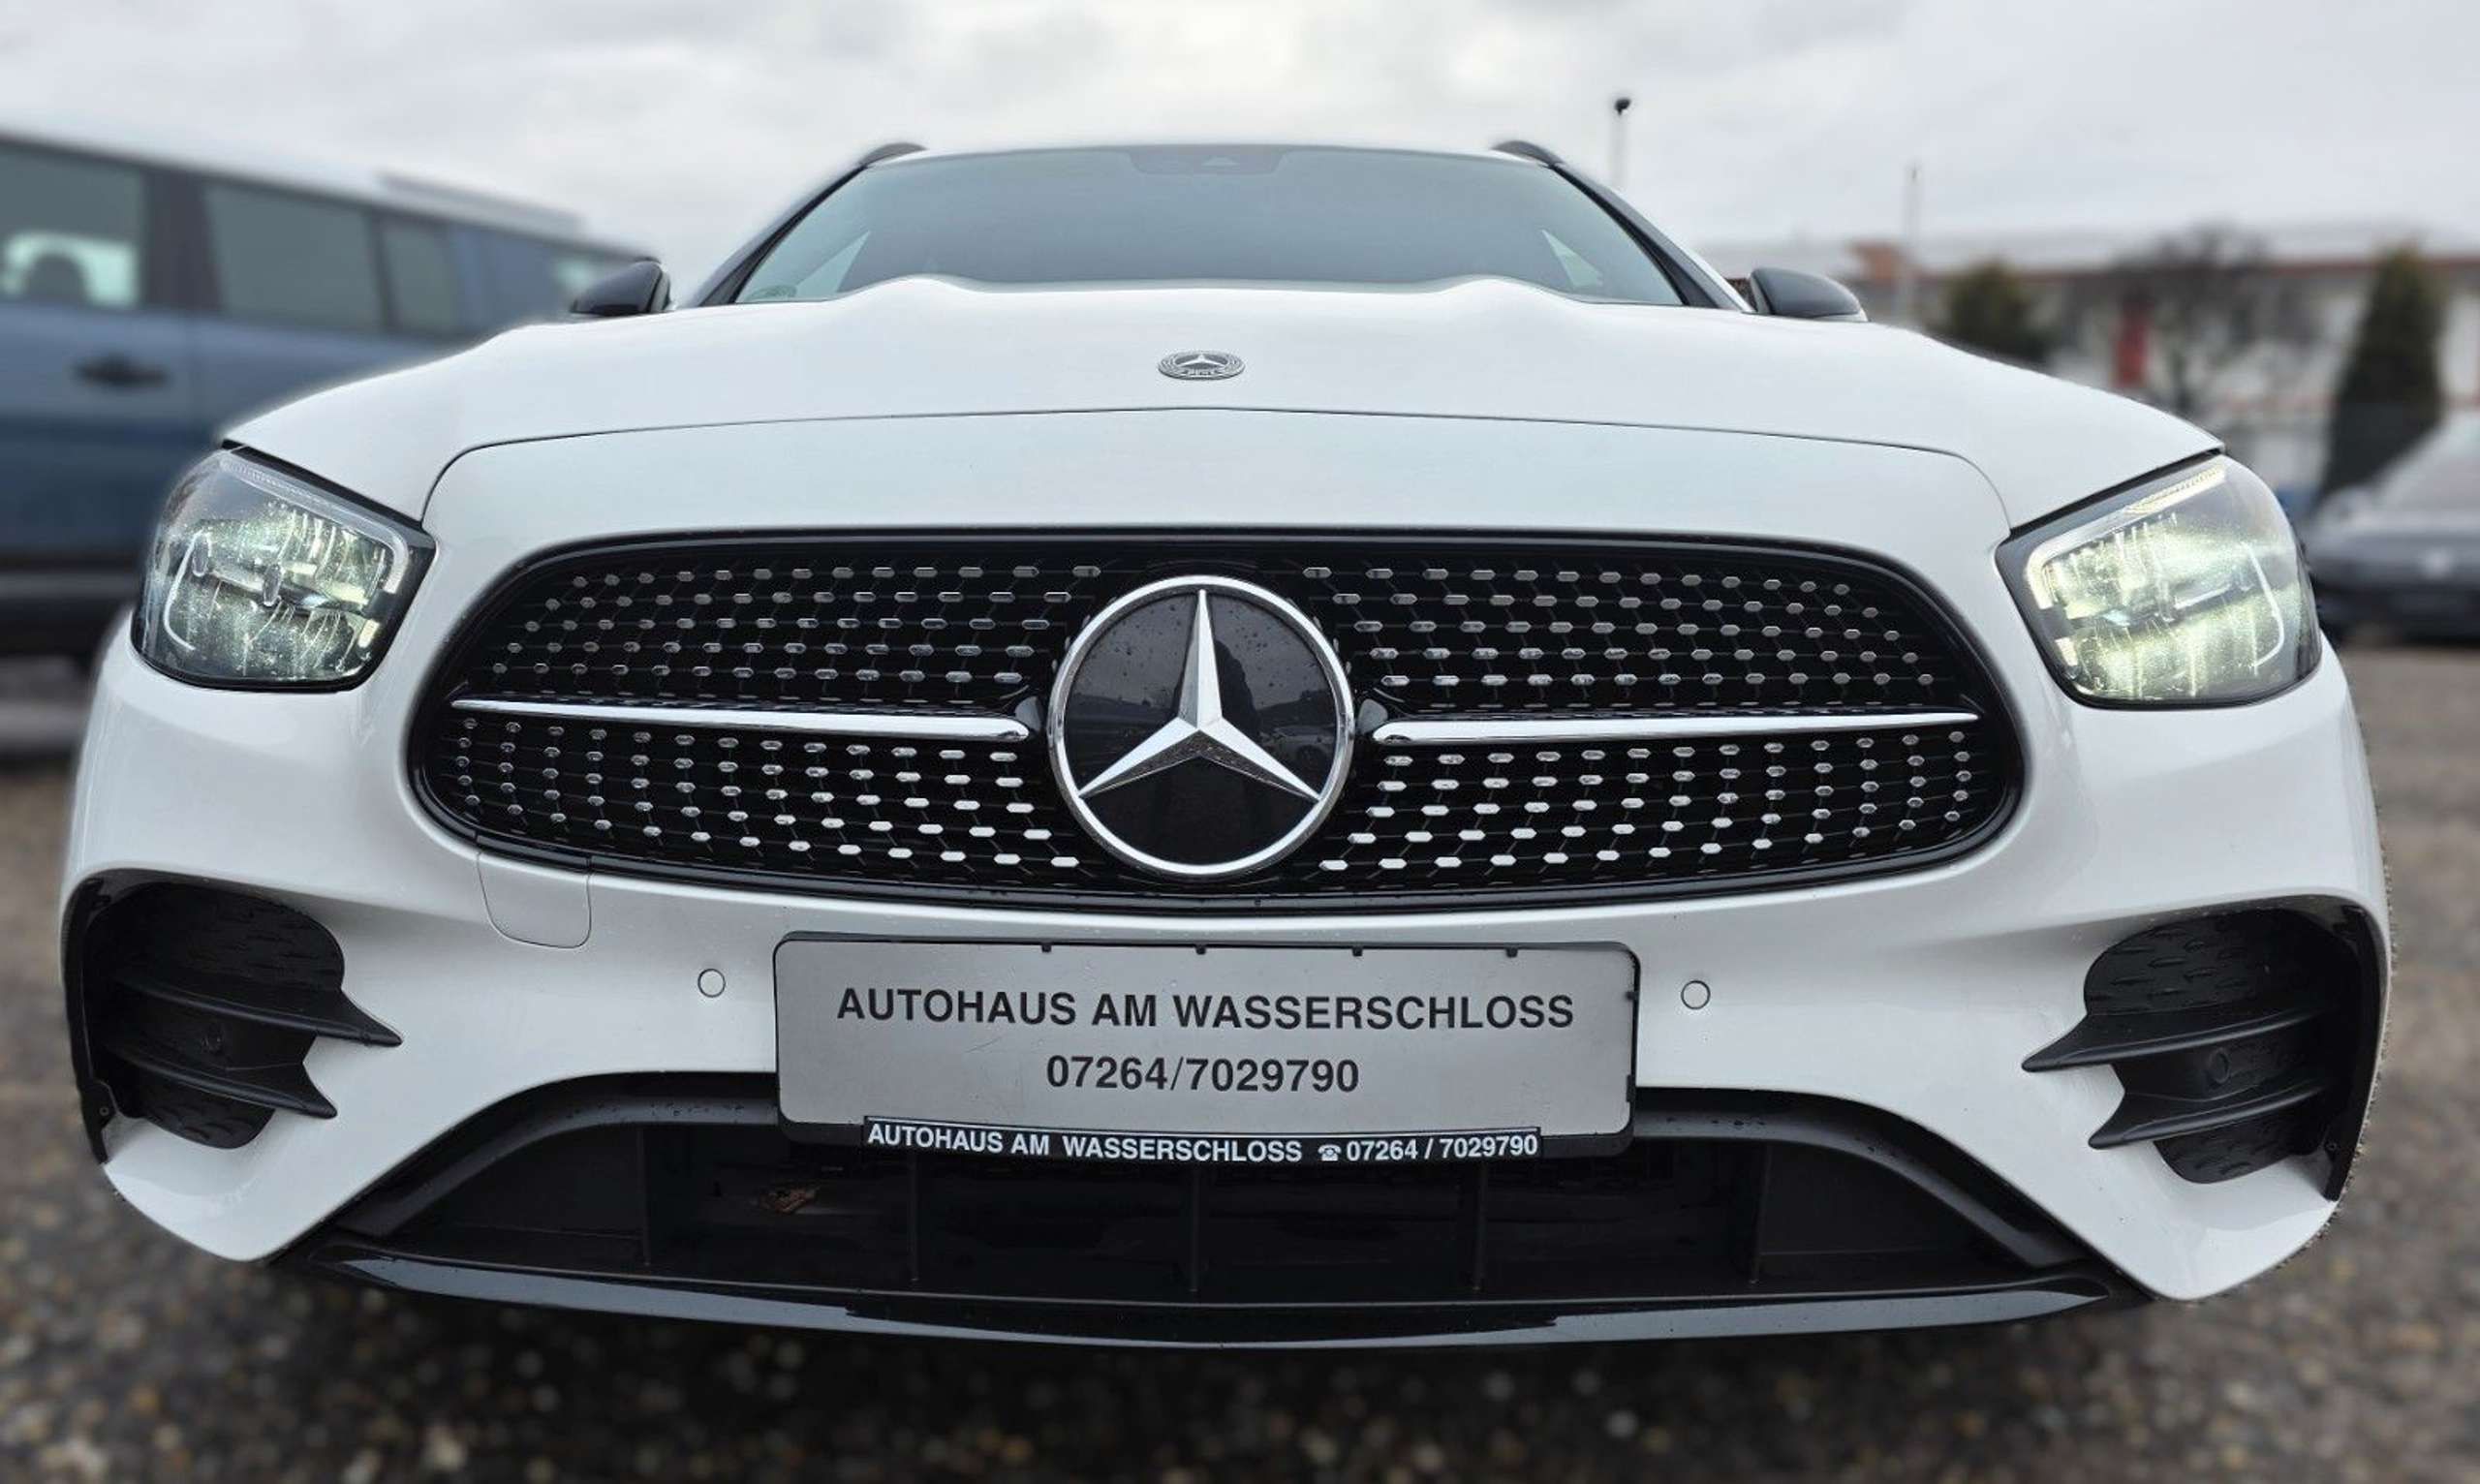 AUTOHAUS AM WASSERSCHLOSS
07264/7029790
AUTOHAUS AM WASSERSCHLOSS ☎ 07264 / 7029790